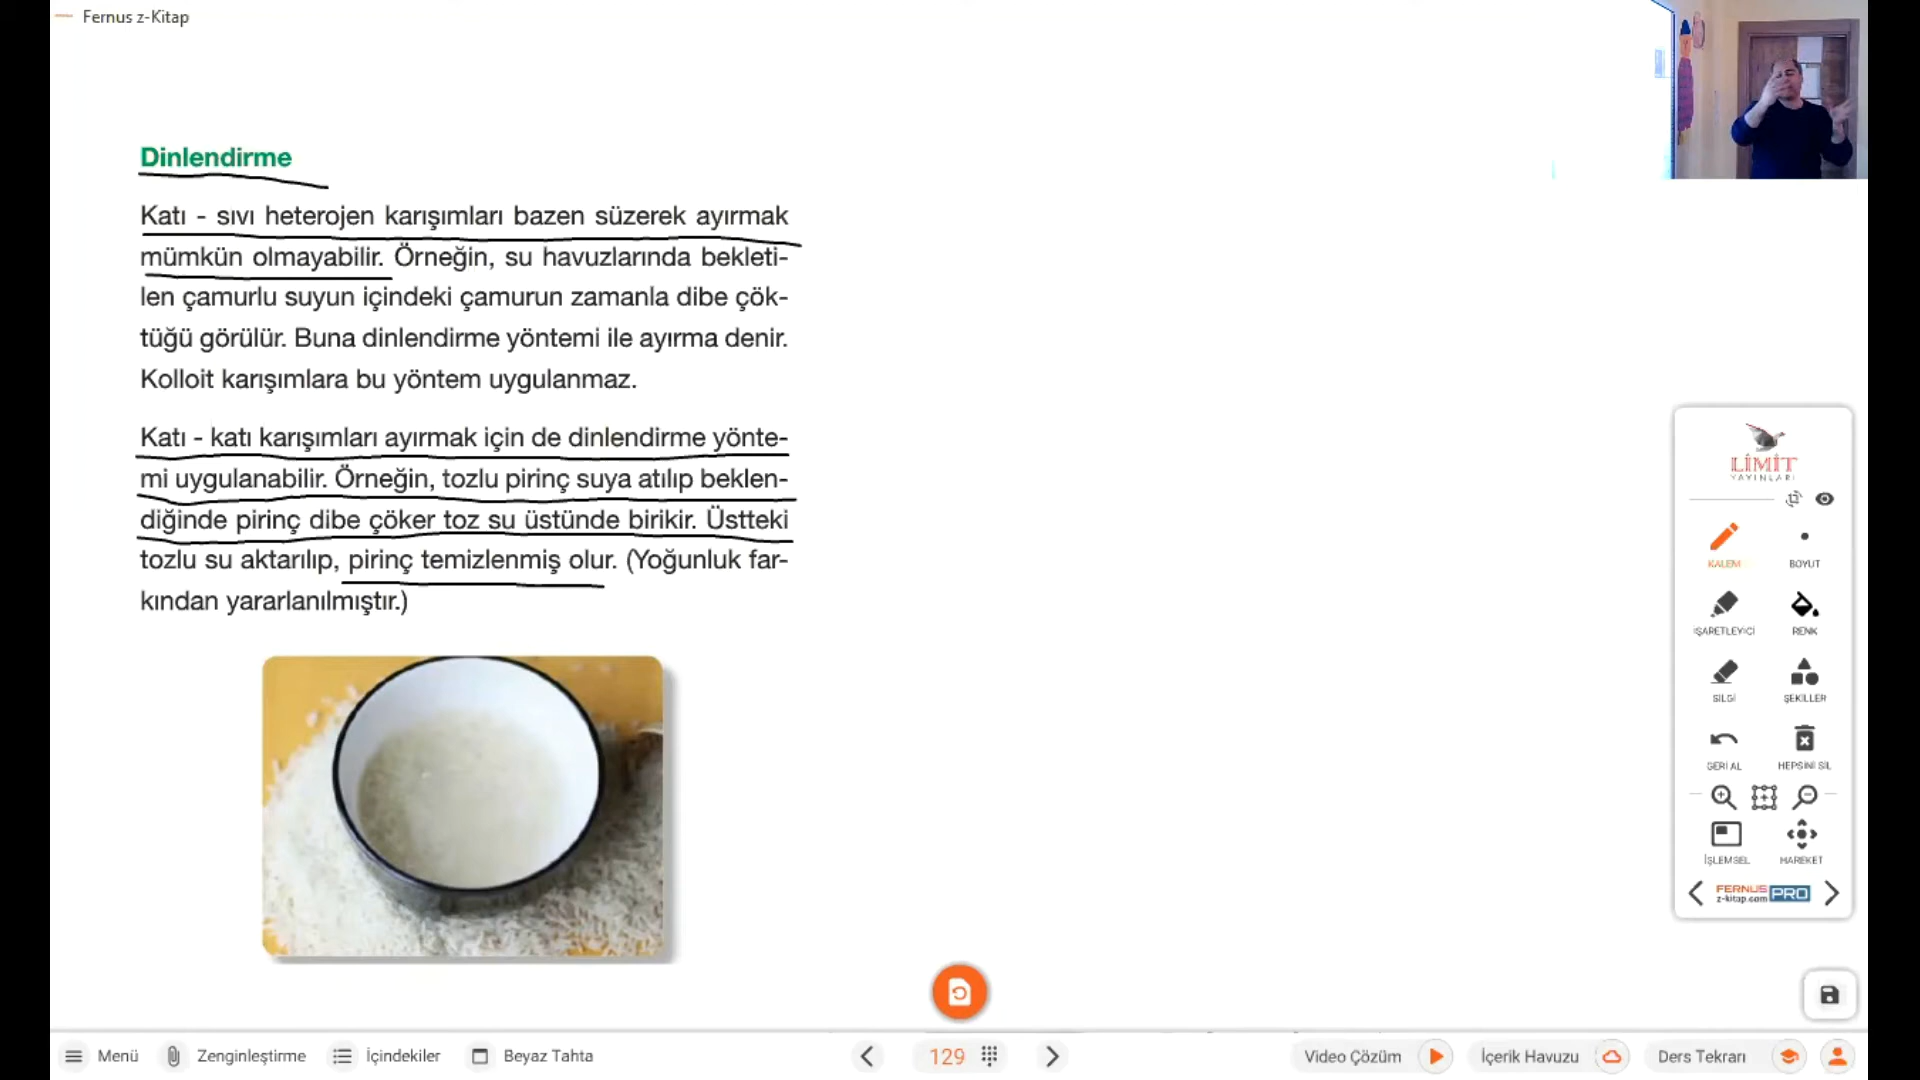 Fernus z-Kitap
Dinlendirme
Katı - sıvı heterojen karışımları bazen süzerek ayırmak
mümkün olmayabilir. Örneğin, su havuzlarında bekleti-
len çamurlu suyun içindeki çamurun zamanla dibe çök-
tüğü görülür. Buna dinlendirme yöntemi ile ayırma denir.
Kolloit karışımlara bu yöntem uygulanmaz.
Katı - katı karışımları ayırmak için de dinlendirme yönte-
mi uygulanabilir. Örneğin, tozlu pirinç suya atılıp beklen-
diğinde pirinç dibe çöker toz su üstünde birikir. Üstteki
tozlu su aktarılıp, pirinç temizlenmiş olur. (Yoğunluk far-
kından yararlanılmıştır.)
LİMİT
YAYINLARI
KALEM BOYUT
İŞARETLEYİCİ RENK
SİLGİ ŞEKİLLER
GERİ AL HEPSİNİ SİL
İŞLEMSEL HAREKET
FERNUS PRO
z-kitap.com
Menü Zenginleştirme İçindekiler Beyaz Tahta 129 Video Çözüm İçerik Havuzu Ders Tekrarı